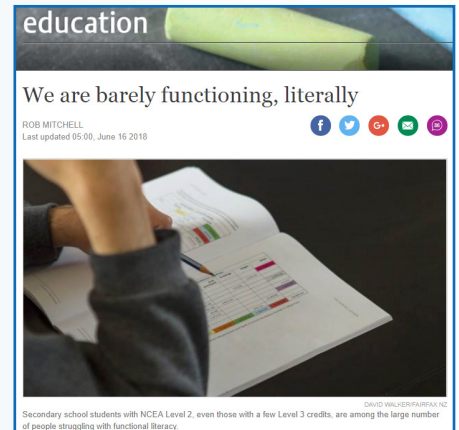 education
We are barely functioning, literally
ROB MITCHELL
Last updated 05:00, June 16 2018
DAVID WALKER/FAIRFAX NZ
Secondary school students with NCEA Level 2, even those with a few Level 3 credits, are among the large number
of people struggling with functional literacy.